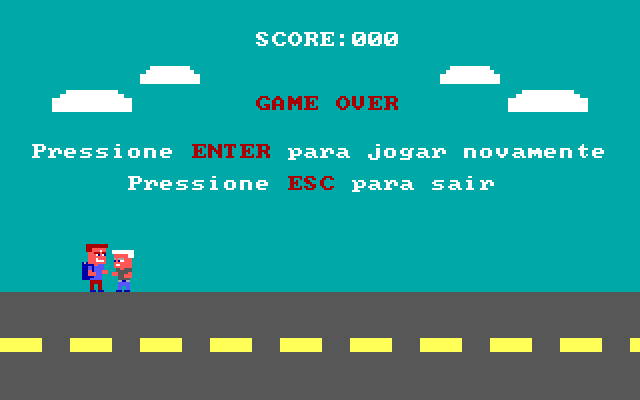 SCORE:000
GAME OVER
Pressione ENTER para jogar novamente
Pressione ESC para sair